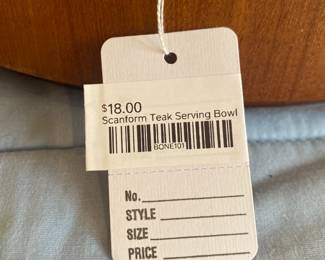 $18.00
Scanform Teak Serving Bowl
BONE101
No.
STYLE
SIZE
PRICE